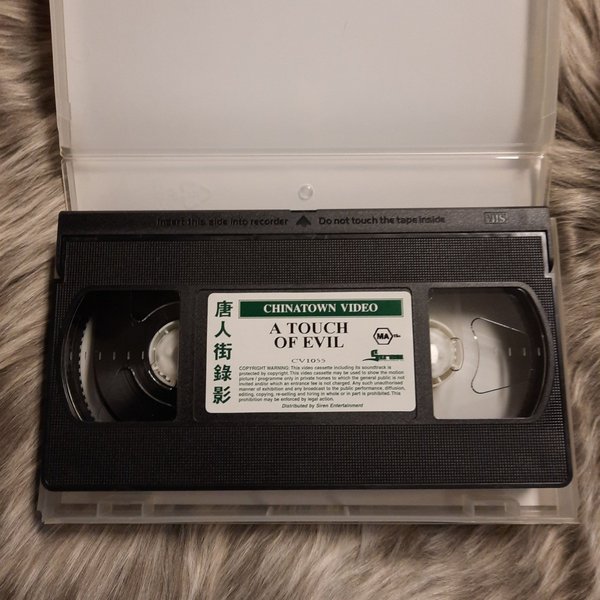 Insert this side into recorder
Do not touch the tape inside
VHS
唐人街錄影
CHINATOWN VIDEO
A TOUCH
OF EVIL
MA
CV1055
COPYRIGHT WARNING: This video cassette including its soundtrack is
protected by copyright. This video cassette may be used to show the motion
picture / programme only in private homes to which the general public is not
invited and/or which an entrance fee is not charged. Any such unauthorised
manner of exhibition and any broadcast to the public performance, diffusion,
editing, copying, re-selling and hiring in whole or in part is prohibited. This
prohibition may be enforced by legal action.
Distributed by Siren Entertainment